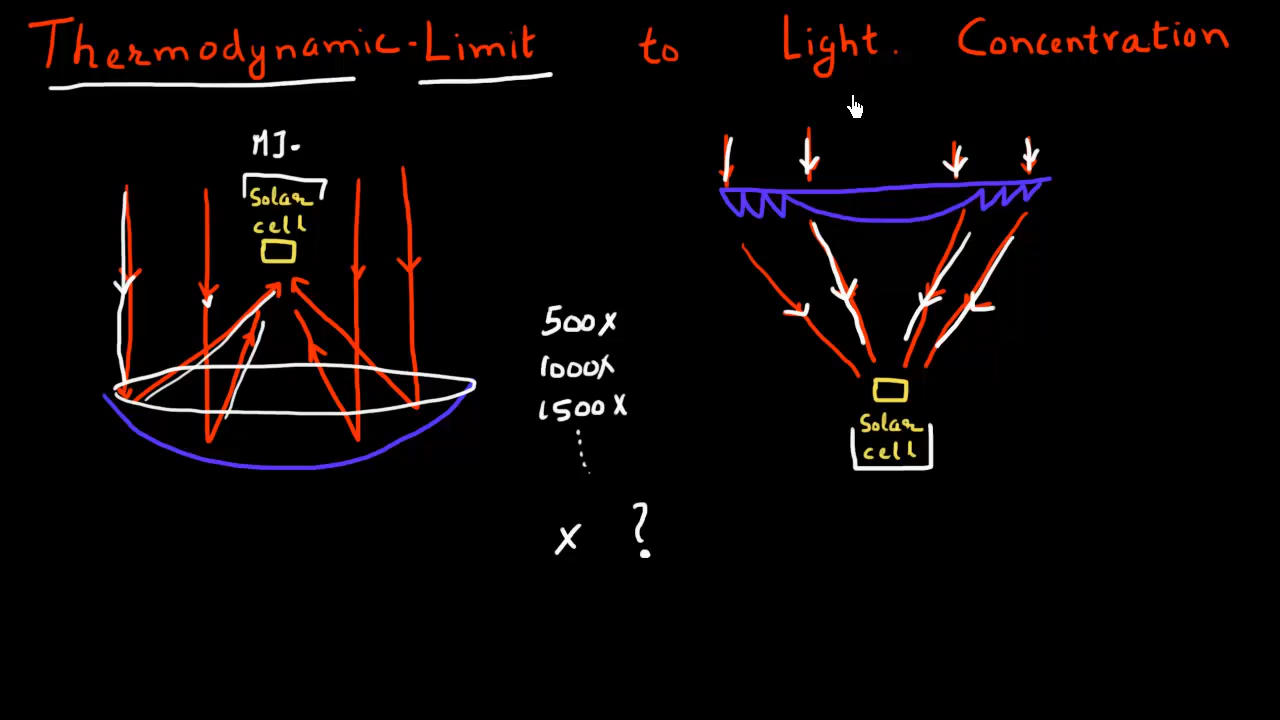 Thermodynamic-Limit to Light. Concentration
MJ-
Solar
cell
500x
1000x
1500x
x ?
Solar
cell